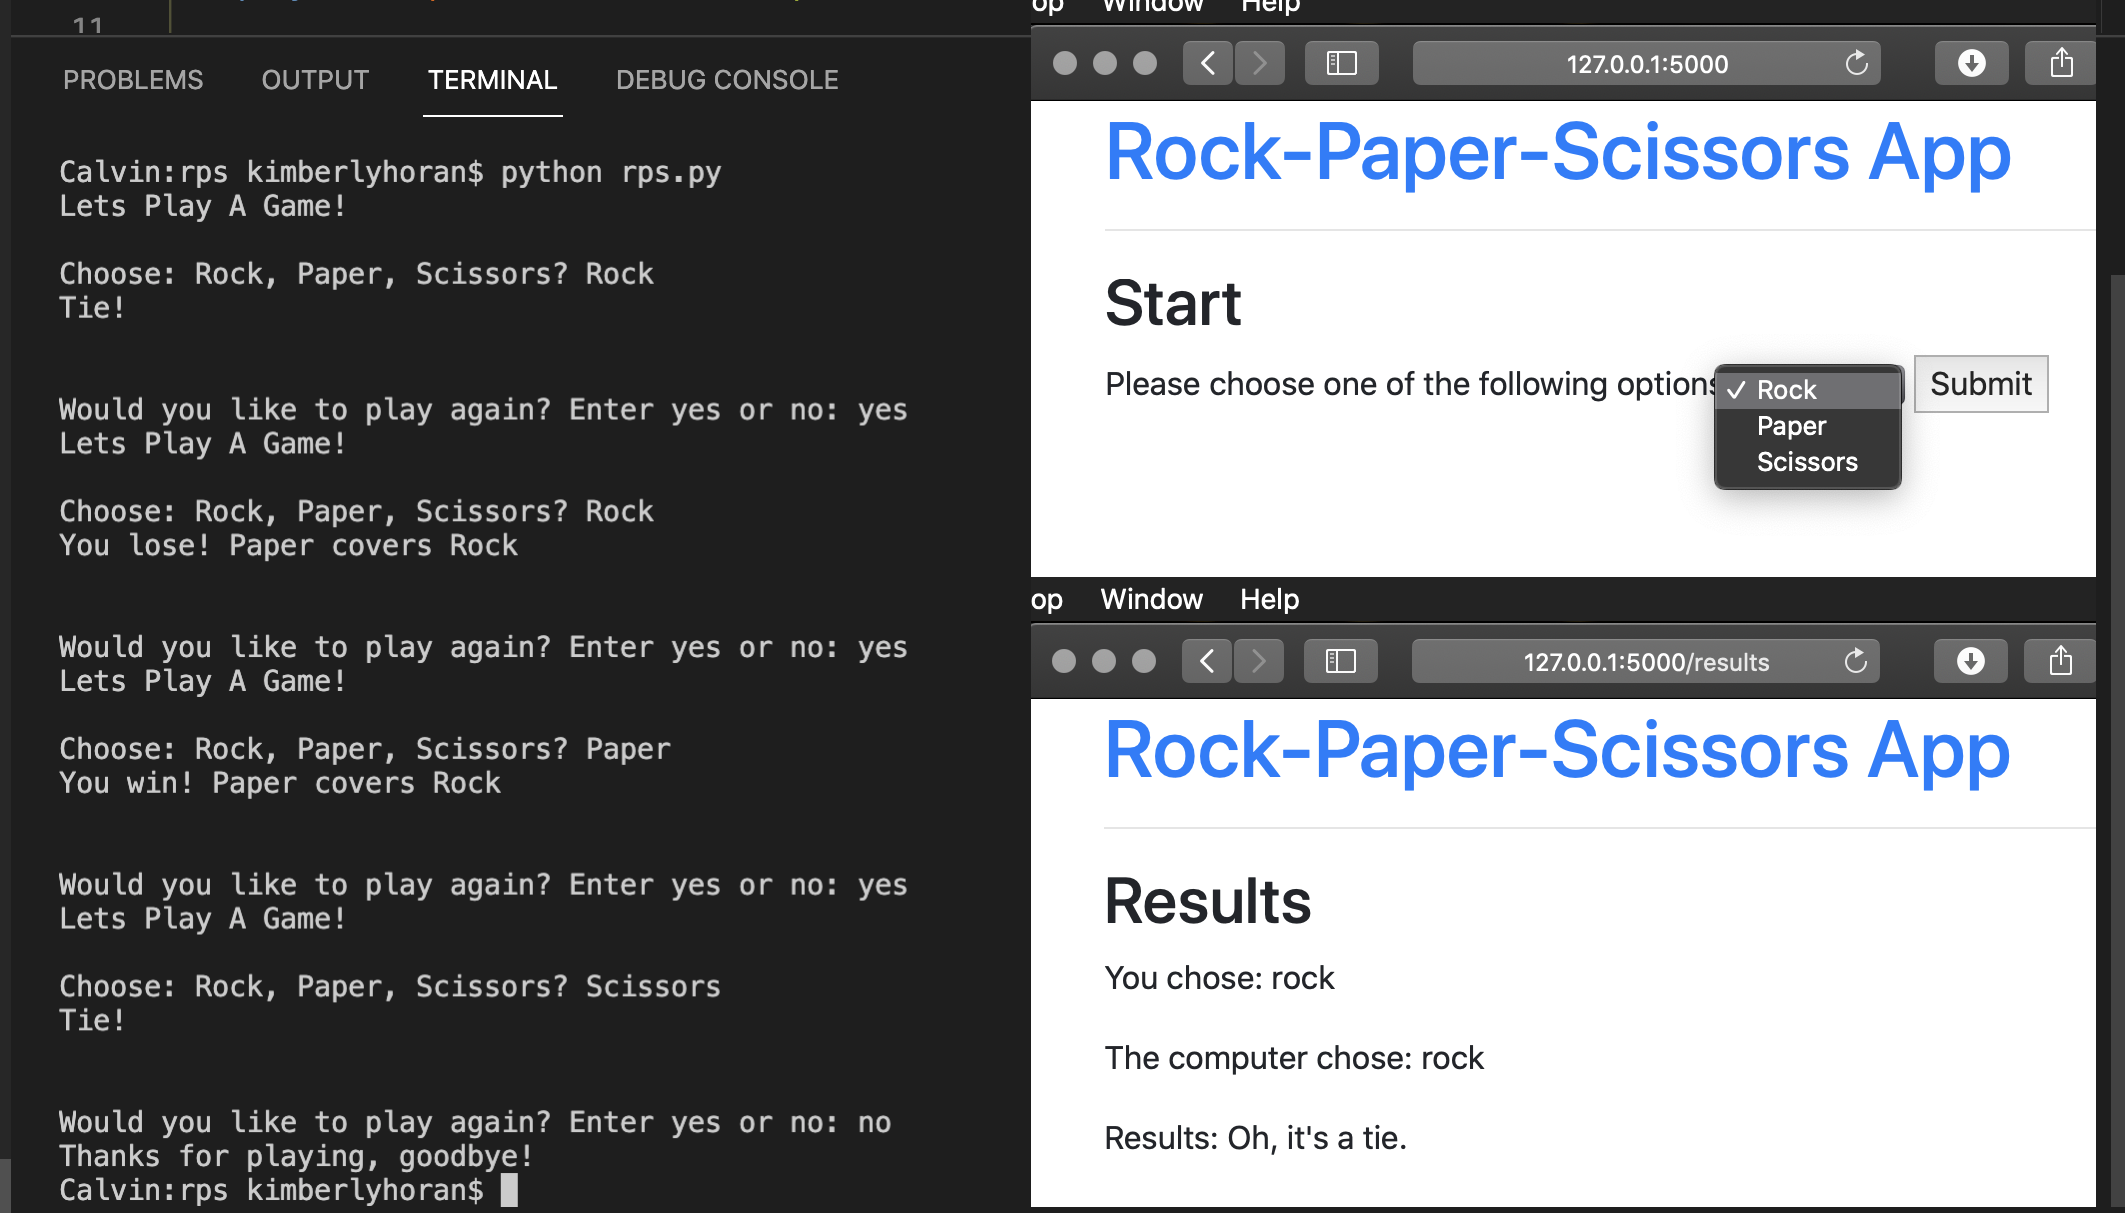 11
PROBLEMS OUTPUT TERMINAL DEBUG CONSOLE
Calvin:rps kimberlyhoran$ python rps.py
Lets Play A Game!
Choose: Rock, Paper, Scissors? Rock
Tie!
Would you like to play again? Enter yes or no: yes
Lets Play A Game!
Choose: Rock, Paper, Scissors? Rock
You lose! Paper covers Rock
Would you like to play again? Enter yes or no: yes
Lets Play A Game!
Choose: Rock, Paper, Scissors? Paper
You win! Paper covers Rock
Would you like to play again? Enter yes or no: yes
Lets Play A Game!
Choose: Rock, Paper, Scissors? Scissors
Tie!
Would you like to play again? Enter yes or no: no
Thanks for playing, goodbye!
Calvin:rps kimberlyhoran$
op Window Help
127.0.0.1:5000
Rock-Paper-Scissors App
Start
Please choose one of the following options
✓ Rock
Paper
Scissors
Submit
op Window Help
127.0.0.1:5000/results
Rock-Paper-Scissors App
Results
You chose: rock
The computer chose: rock
Results: Oh, it's a tie.